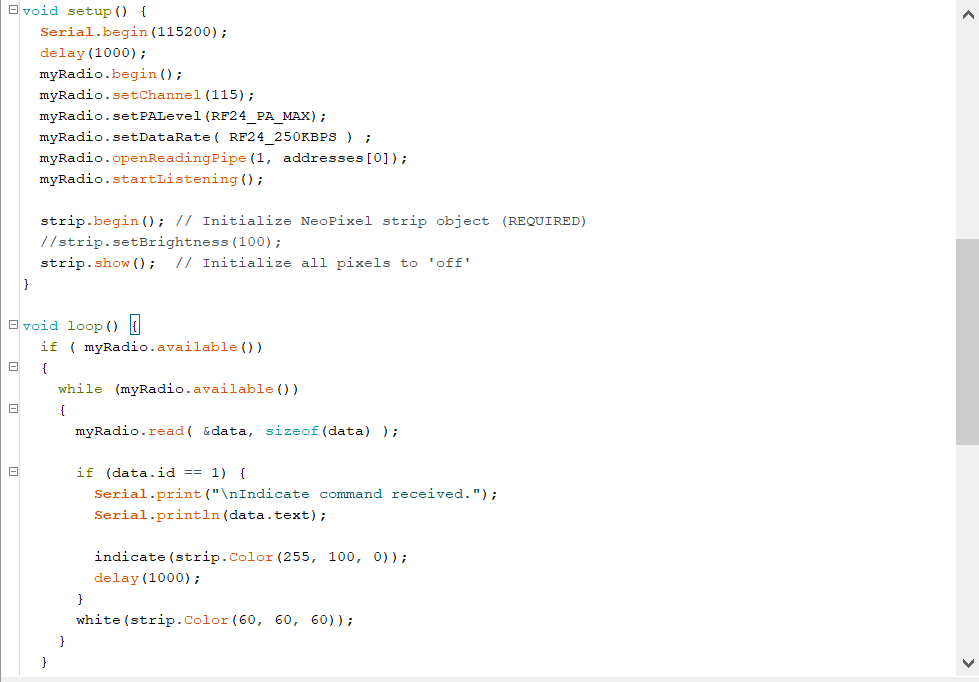 void setup() {
  Serial.begin(115200);
  delay(1000);
  myRadio.begin();
  myRadio.setChannel(115);
  myRadio.setPALevel(RF24_PA_MAX);
  myRadio.setDataRate( RF24_250KBPS ) ;
  myRadio.openReadingPipe(1, addresses[0]);
  myRadio.startListening();

  strip.begin(); // Initialize NeoPixel strip object (REQUIRED)
  //strip.setBrightness(100);
  strip.show();  // Initialize all pixels to 'off'
}

void loop() {
  if ( myRadio.available())
  {
    while (myRadio.available())
    {
      myRadio.read( &data, sizeof(data) );

      if (data.id == 1) {
        Serial.print("\nIndicate command received.");
        Serial.println(data.text);

        indicate(strip.Color(255, 100, 0));
        delay(1000);
      }
      white(strip.Color(60, 60, 60));
    }
  }